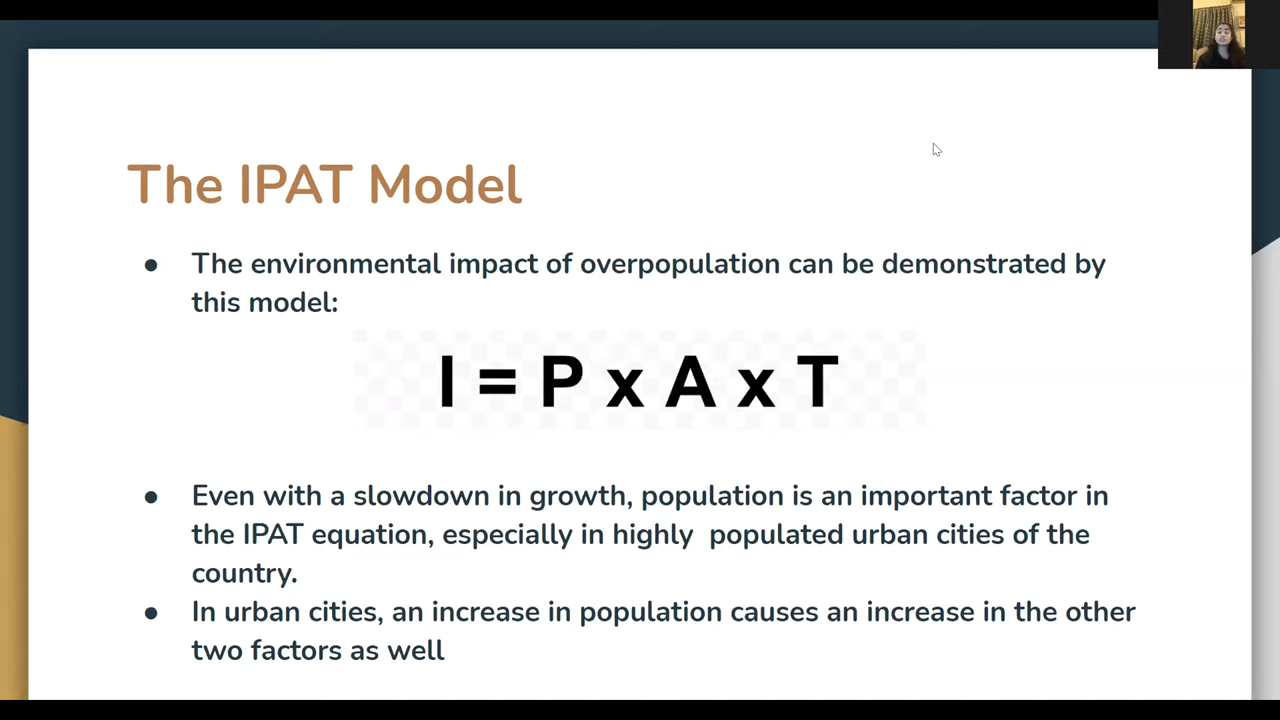 The IPAT Model
● The environmental impact of overpopulation can be demonstrated by
this model:
I = P x A x T
● Even with a slowdown in growth, population is an important factor in
the IPAT equation, especially in highly  populated urban cities of the
country.
● In urban cities, an increase in population causes an increase in the other
two factors as well